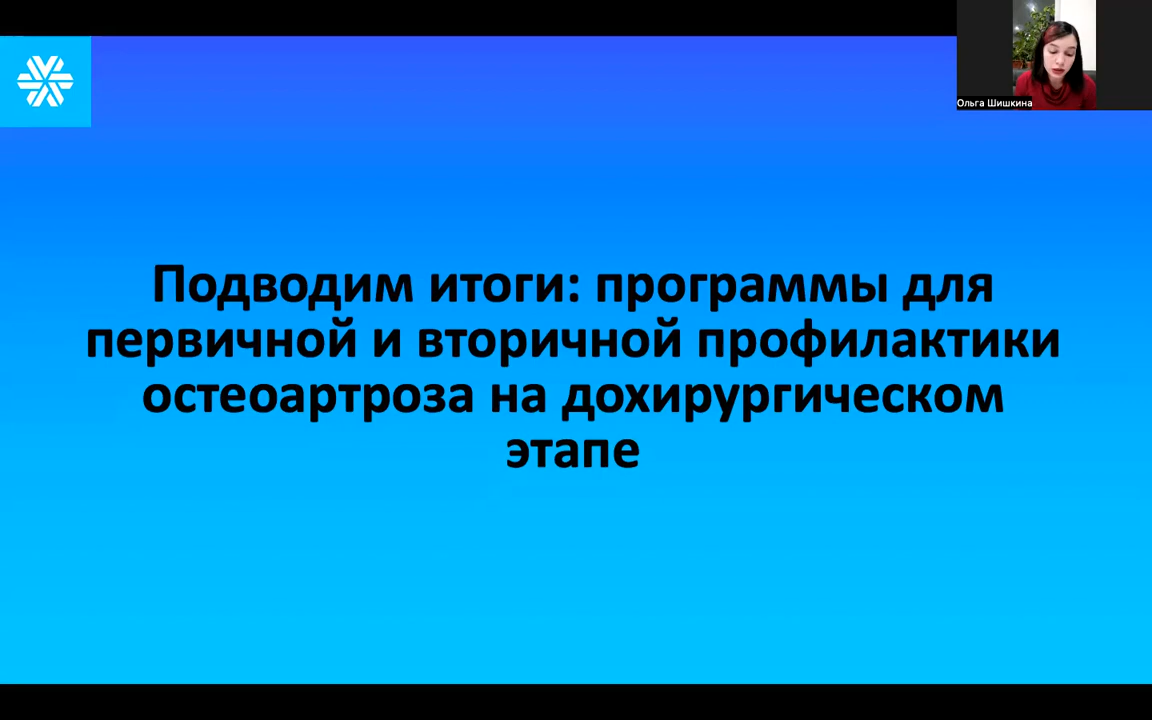 Ольга Шишкина
Подводим итоги: программы для
первичной и вторичной профилактики
остеоартроза на дохирургическом
этапе